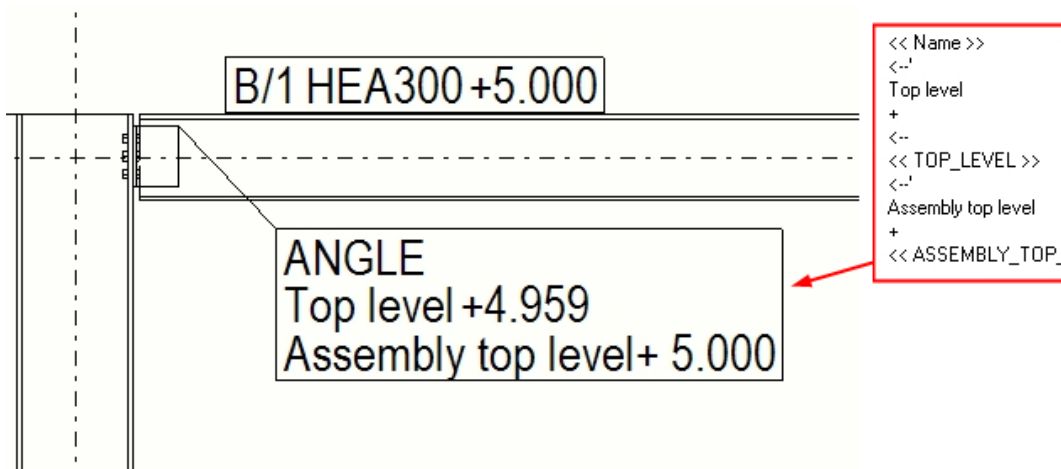 B/1 HEA300 +5.000
ANGLE
Top level +4.959
Assembly top level+ 5.000
<< Name >>
<--'
Top level
+
<--
<< TOP_LEVEL >>
<--'
Assembly top level
+
<< ASSEMBLY_TOP_